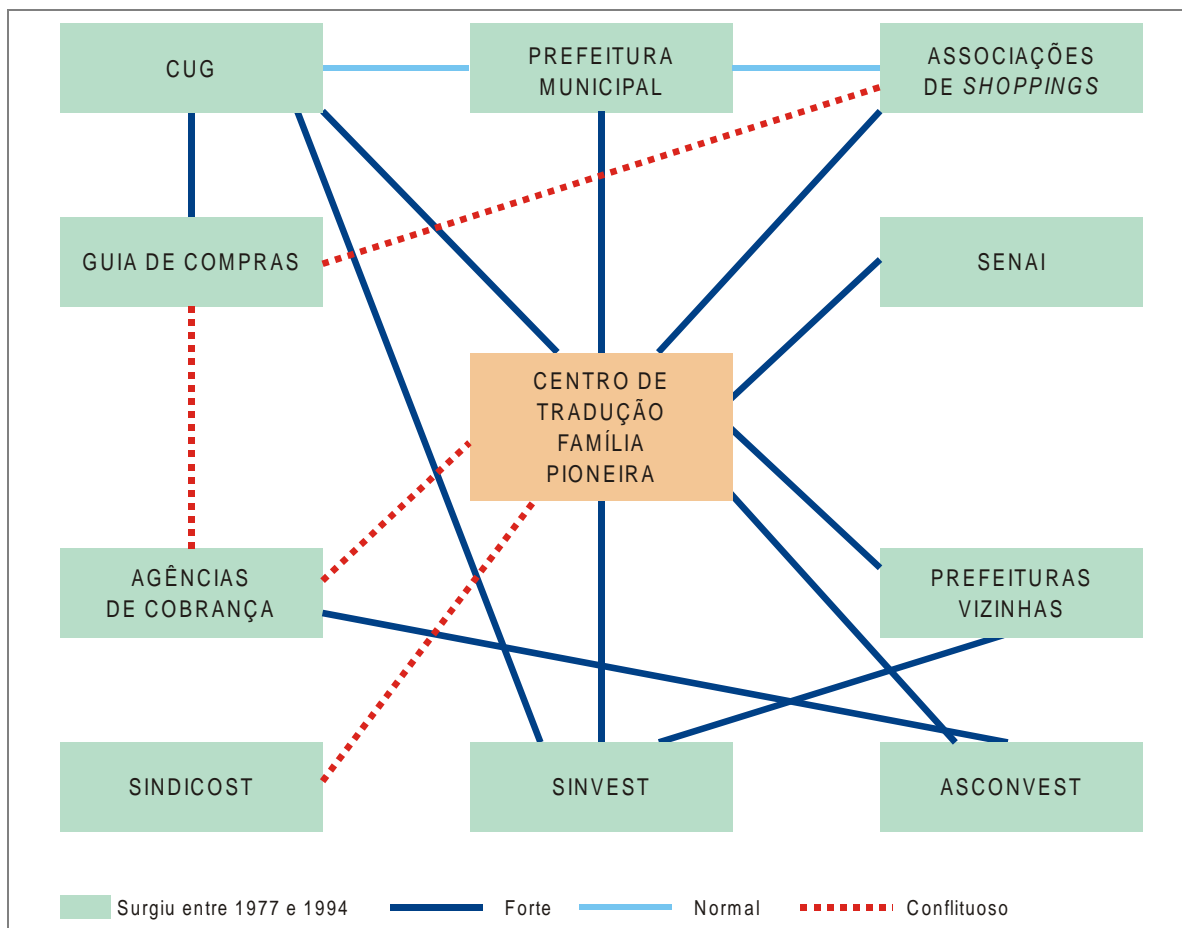 CUG
PREFEITURA
MUNICIPAL
ASSOCIAÇÕES
DE SHOPPINGS
GUIA DE COMPRAS
SENAI
CENTRO DE
TRADUÇÃO
FAMÍLIA
PIONEIRA
AGÊNCIAS
DE COBRANÇA
PREFEITURAS
VIZINHAS
SINDICOST
SINVEST
ASCONVEST
Surgiu entre 1977 e 1994
Forte
Normal
Conflituoso